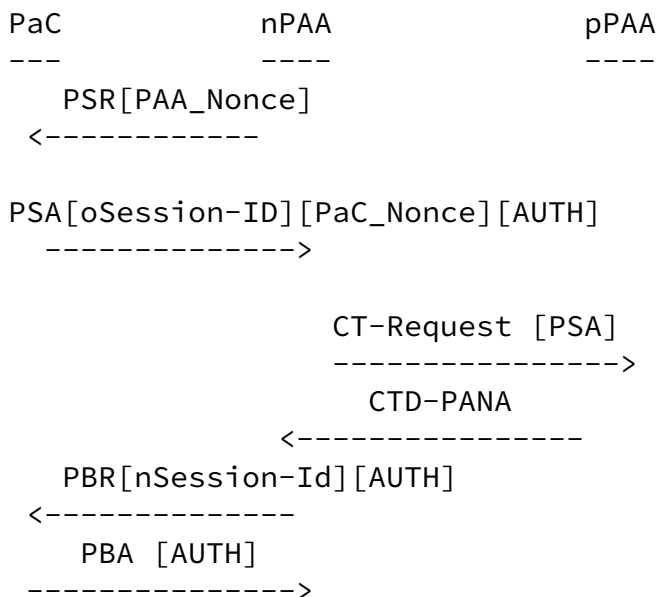 PaC nPAA pPAA
--- ---- ----
PSR[PAA_Nonce]
<------------
PSA[oSession-ID][PaC_Nonce][AUTH]
-------------->
CT-Request [PSA]
---------------->
CTD-PANA
<----------------
PBR[nSession-Id][AUTH]
<--------------
PBA [AUTH]
--------------->